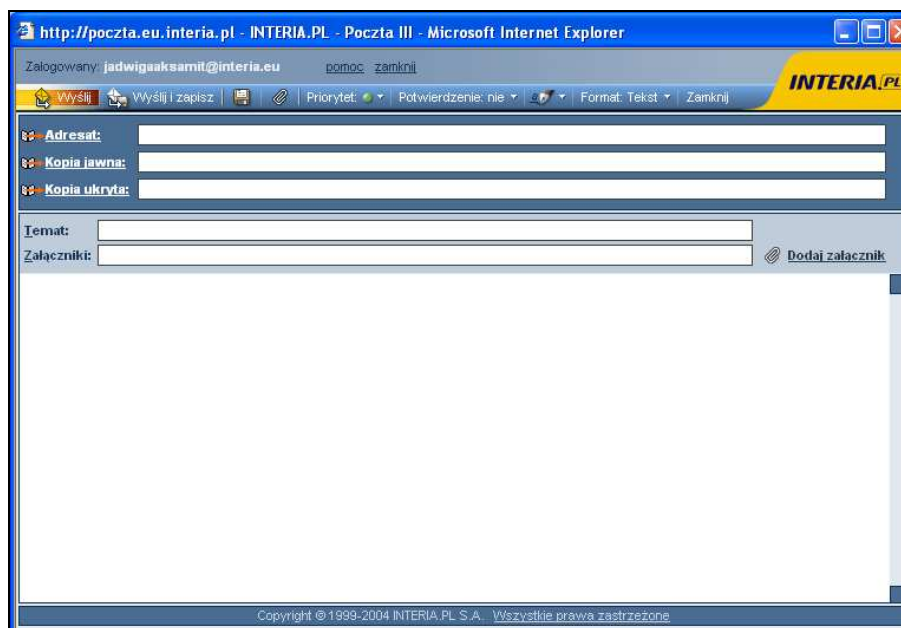 http://poczta.eu.interia.pl - INTERIA.PL - Poczta III - Microsoft Internet Explorer
Zalogowany: jadwigaaksamit@interia.eu pomoc zamknij
INTERIA.PL
Wyślij Wyślij i zapisz Priorytet: Potwierdzenie: nie Format: Tekst Zamknij
Adresat:
Kopia jawna:
Kopia ukryta:
Temat:
Załączniki: Dodaj załącznik
Copyright © 1999-2004 INTERIA.PL S.A. Wszystkie prawa zastrzeżone